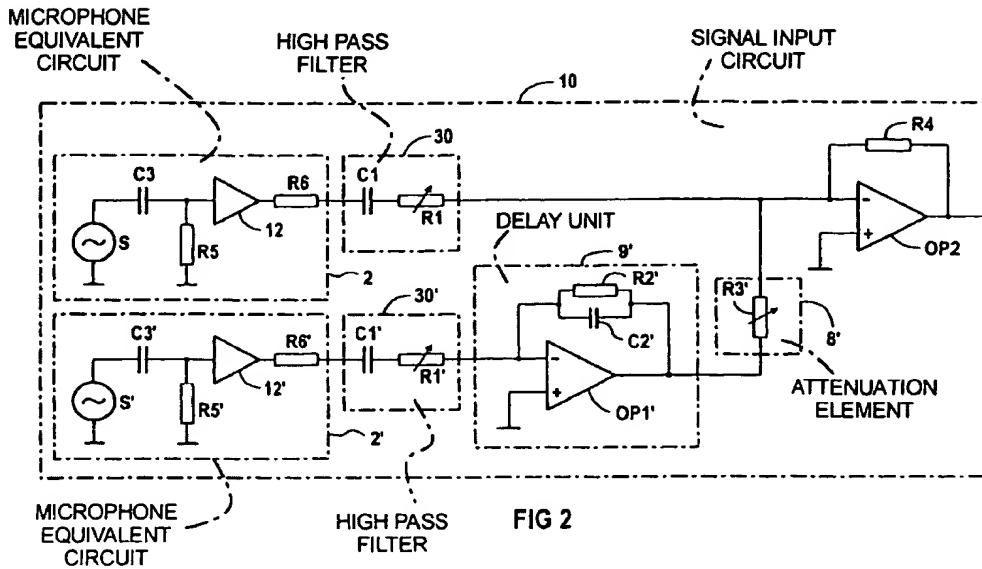 MICROPHONE
EQUIVALENT
CIRCUIT
HIGH PASS
FILTER
SIGNAL INPUT
CIRCUIT
10
30
R4
C3
R6
C1
12
R1
S
R5
2
OP2
DELAY UNIT
9'
R2'
C2'
R3'
8'
30'
C3'
R6'
C1'
12'
R1'
S'
R5'
2'
OP1'
ATTENUATION
ELEMENT
MICROPHONE
EQUIVALENT
CIRCUIT
HIGH PASS
FILTER
FIG 2